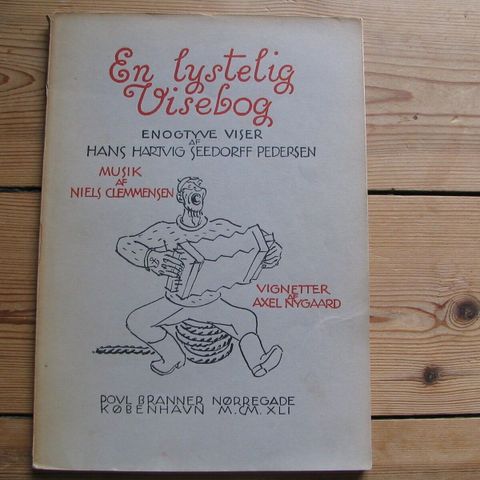 En lystelig
Visebog
ENOGTYVE VISER
AF
HANS HARTVIG SEEDORFF PEDERSEN
MUSIK
AF
NIELS CLEMMENSEN
VIGNETTER
AF
AXEL NYGAARD
POVL BRANNER NØRREGADE
KØBENHAVN M.CM.XLI